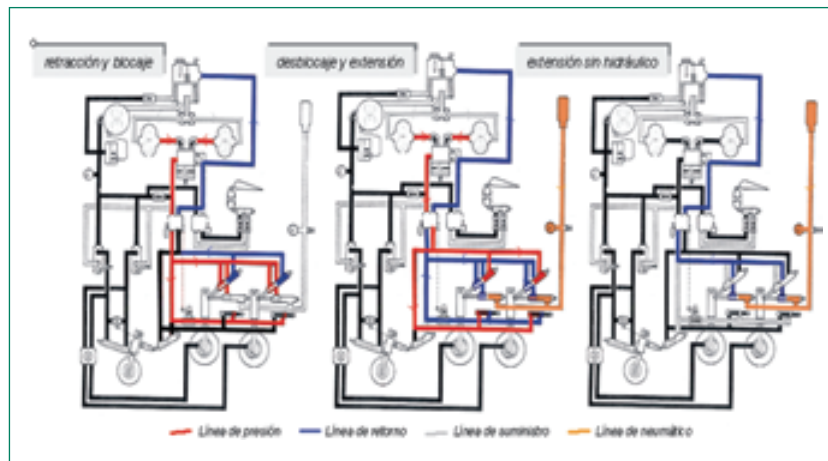 retracción y blocaje
desblocaje y extensión
extensión sin hidráulico
Línea de presión
Línea de retorno
Línea de suministro
Línea de neumático